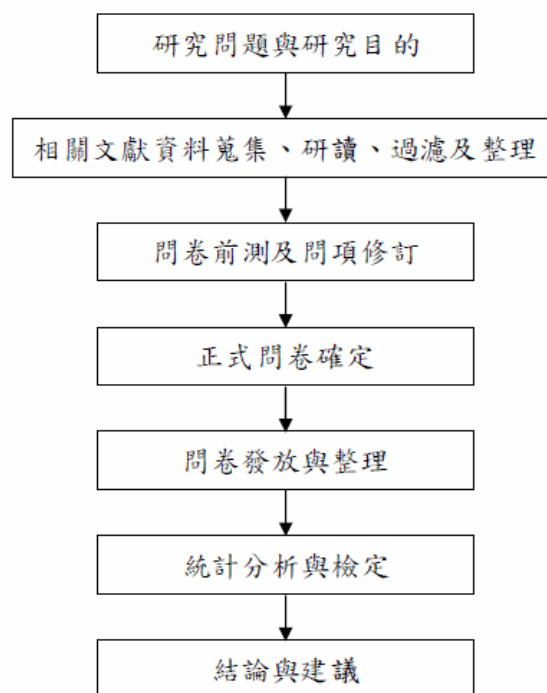 研究問題與研究目的
相關文獻資料蒐集、研讀、過濾及整理
問卷前測及問項修訂
正式問卷確定
問卷發放與整理
統計分析與檢定
結論與建議